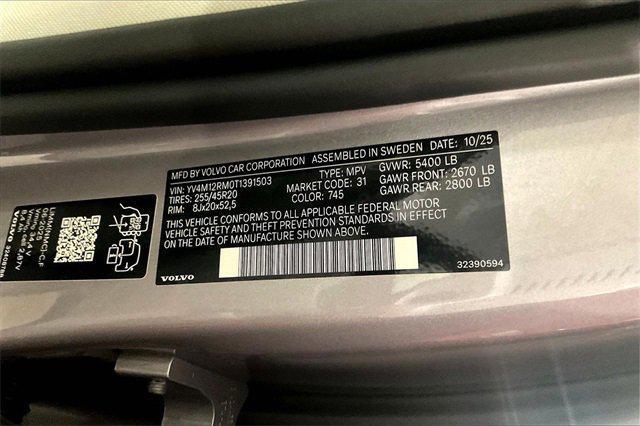 MFD BY VOLVO CAR CORPORATION ASSEMBLED IN SWEDEN DATE: 10/25
VIN: YV4M12RM0T1391503 TYPE: MPV GVWR: 5400 LB
TIRES: 255/45R20 MARKET CODE: 31 GAWR FRONT: 2670 LB
RIM: 8Jx20x52,5 COLOR: 745 GAWR REAR: 2800 LB
THIS VEHICLE CONFORMS TO ALL APPLICABLE FEDERAL MOTOR
VEHICLE SAFETY AND THEFT PREVENTION STANDARDS IN EFFECT
ON THE DATE OF MANUFACTURE SHOWN ABOVE.
VOLVO
32390594
VOLVO